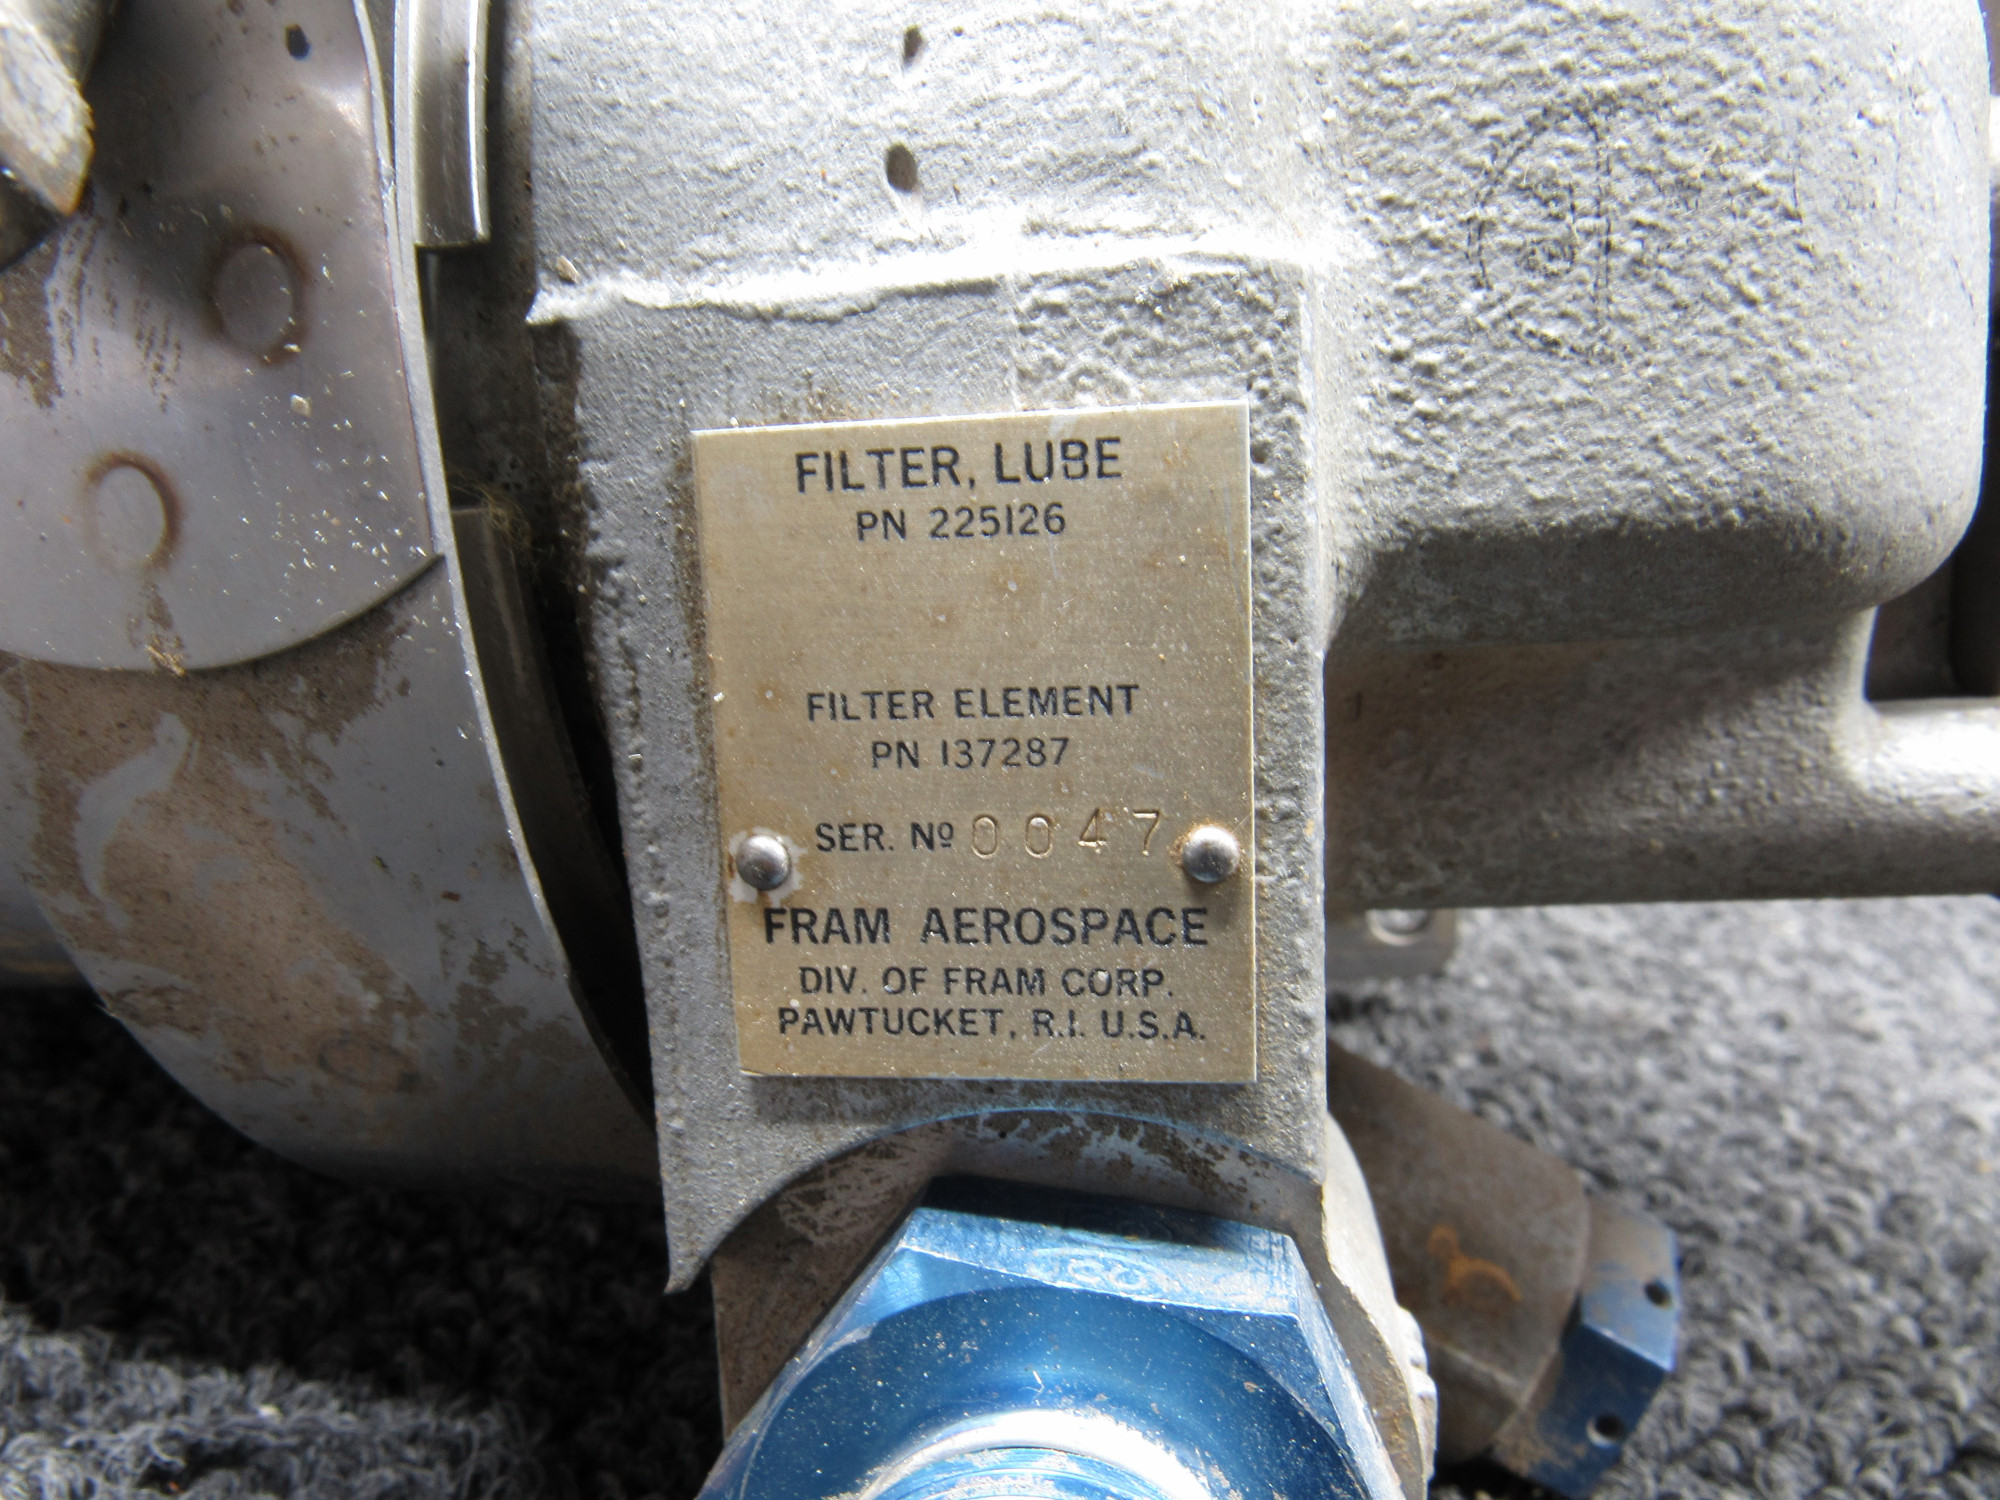 FILTER, LUBE
PN 225126
FILTER ELEMENT
PN 137287
SER. Nº 0047
FRAM AEROSPACE
DIV. OF FRAM CORP.
PAWTUCKET, R.I. U.S.A.